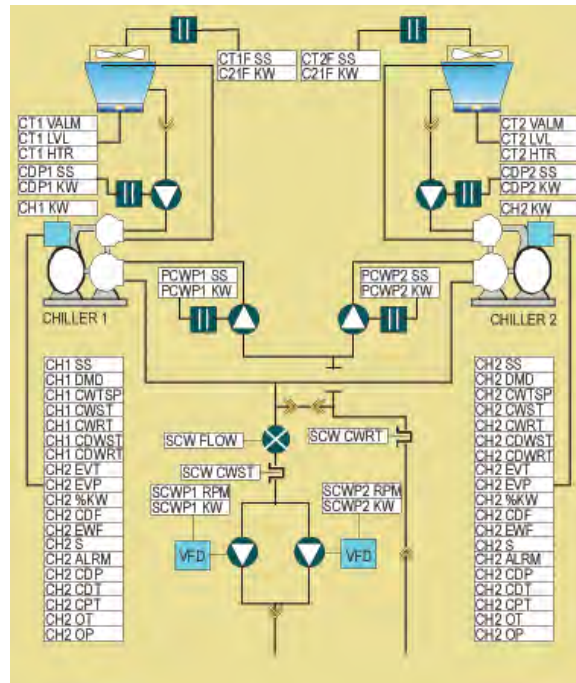 CT1F SS
C21F KW
CT2F SS
C21F KW
CT1 VALM
CT1 LVL
CT1 HTR
CT2 VALM
CT2 LVL
CT2 HTR
CDP1 SS
CDP1 KW
CDP2 SS
CDP2 KW
CH1 KW
CH2 KW
PCWP1 SS
PCWP1 KW
PCWP2 SS
PCWP2 KW
CHILLER 1
CHILLER 2
CH1 SS
CH1 DMD
CH1 CWTSP
CH1 CWST
CH1 CWRT
CH1 CDWST
CH1 CDWRT
CH2 EVT
CH2 EVP
CH2 %KW
CH2 CDF
CH2 EWF
CH2 S
CH2 ALRM
CH2 CDP
CH2 CDT
CH2 CPT
CH2 OT
CH2 OP
SCW FLOW
SCW CWRT
SCW CWST
SCWP1 RPM
SCWP1 KW
SCWP2 RPM
SCWP2 KW
VFD
VFD
CH2 SS
CH2 DMD
CH2 CWTSP
CH2 CWST
CH2 CWRT
CH2 CDWST
CH2 CDWRT
CH2 EVT
CH2 EVP
CH2 %KW
CH2 CDF
CH2 EWF
CH2 S
CH2 ALRM
CH2 CDP
CH2 CDT
CH2 CPT
CH2 OT
CH2 OP